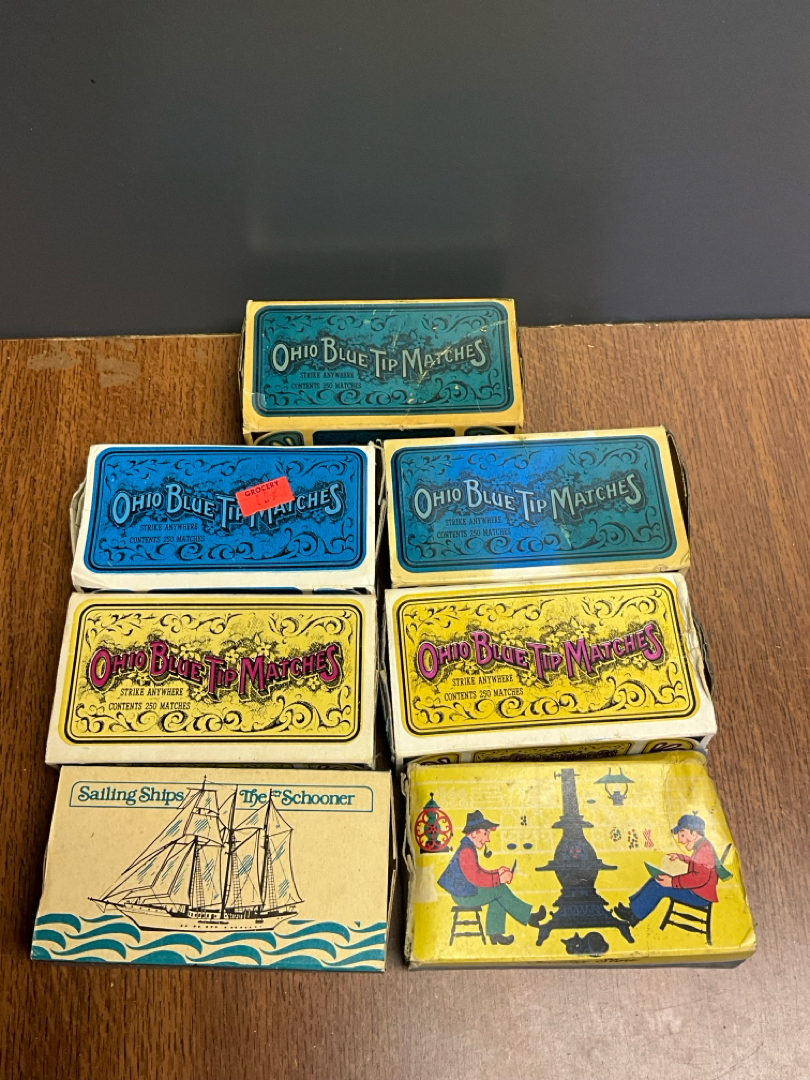 OHIO BLUE TIP MATCHES
STRIKE ANYWHERE
CONTENTS 250 MATCHES
OHIO BLUE TIP MATCHES
GROCERY
STRIKE ANYWHERE
CONTENTS 250 MATCHES
OHIO BLUE TIP MATCHES
STRIKE ANYWHERE
CONTENTS 250 MATCHES
OHIO BLUE TIP MATCHES
STRIKE ANYWHERE
CONTENTS 250 MATCHES
OHIO BLUE TIP MATCHES
STRIKE ANYWHERE
CONTENTS 250 MATCHES
Sailing Ships The Schooner